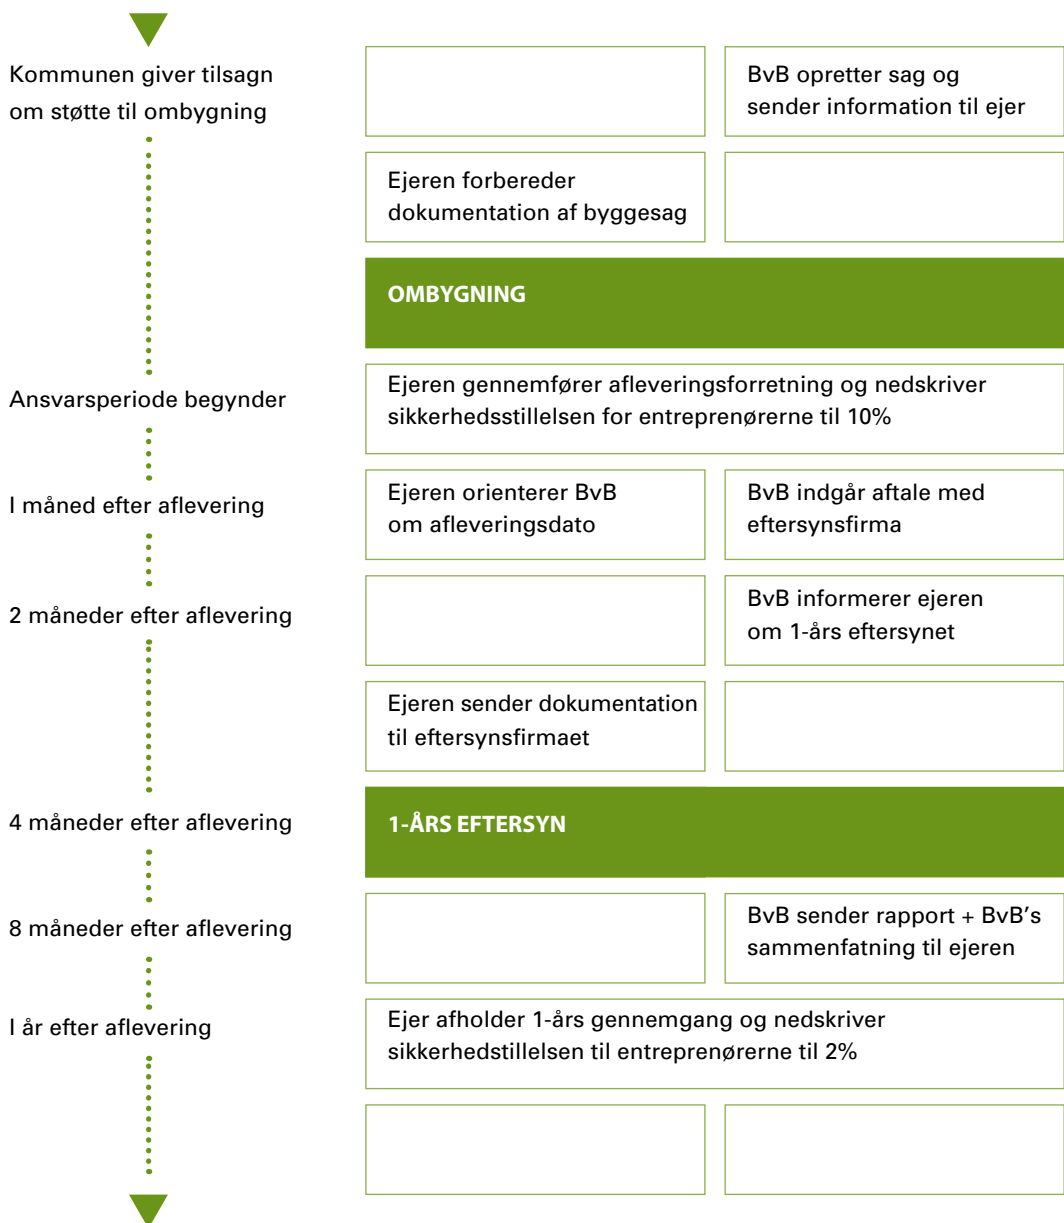 Kommunen giver tilsagn
om støtte til ombygning
BvB opretter sag og
sender information til ejer
Ejeren forbereder
dokumentation af byggesag
OMBYGNING
Ansvarsperiode begynder
Ejeren gennemfører afleveringsforretning og nedskriver
sikkerhedsstillelsen for entreprenørerne til 10%
I måned efter aflevering
Ejeren orienterer BvB
om afleveringsdato
BvB indgår aftale med
eftersynsfirma
2 måneder efter aflevering
BvB informerer ejeren
om 1-års eftersynet
Ejeren sender dokumentation
til eftersynsfirmaet
4 måneder efter aflevering
1-ÅRS EFTERSYN
8 måneder efter aflevering
BvB sender rapport + BvB’s
sammenfatning til ejeren
I år efter aflevering
Ejer afholder 1-års gennemgang og nedskriver
sikkerhedstillelsen til entreprenørerne til 2%